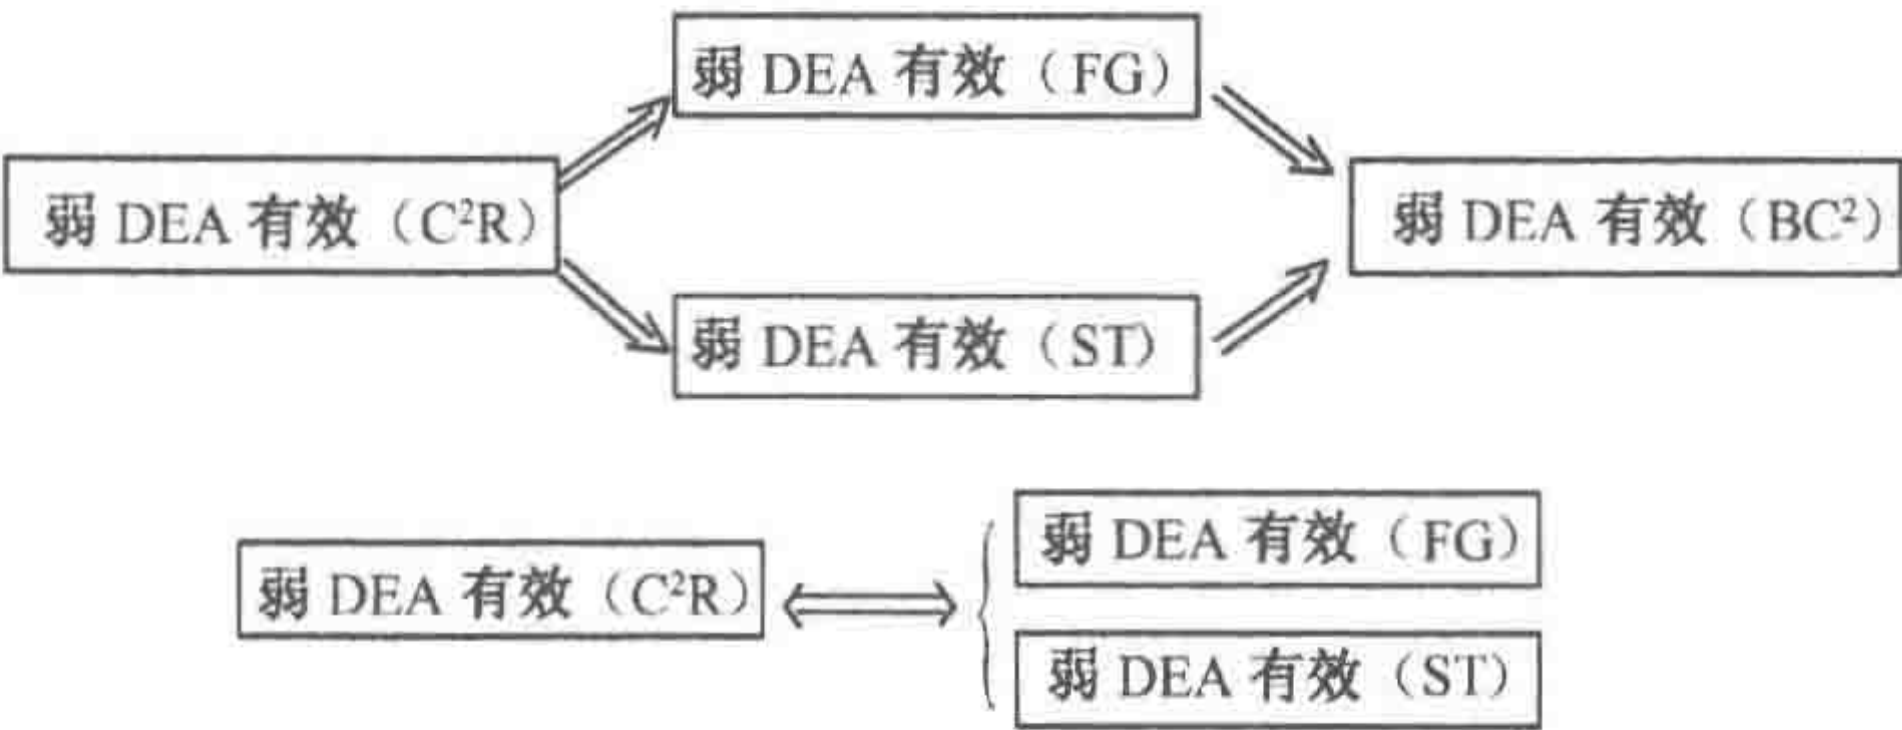 弱 DEA 有效（FG）
弱 DEA 有效（C²R）
弱 DEA 有效（BC²）
弱 DEA 有效（ST）
弱 DEA 有效（FG）
弱 DEA 有效（C²R）
弱 DEA 有效（ST）